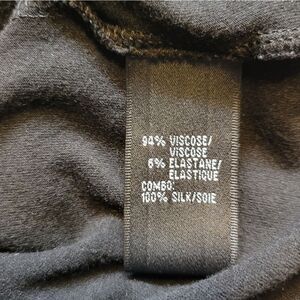 94% VISCOSE/
VISCOSE
6% ELASTANE/
ELASTIQUE
COMBO:
100% SILK/SOIE